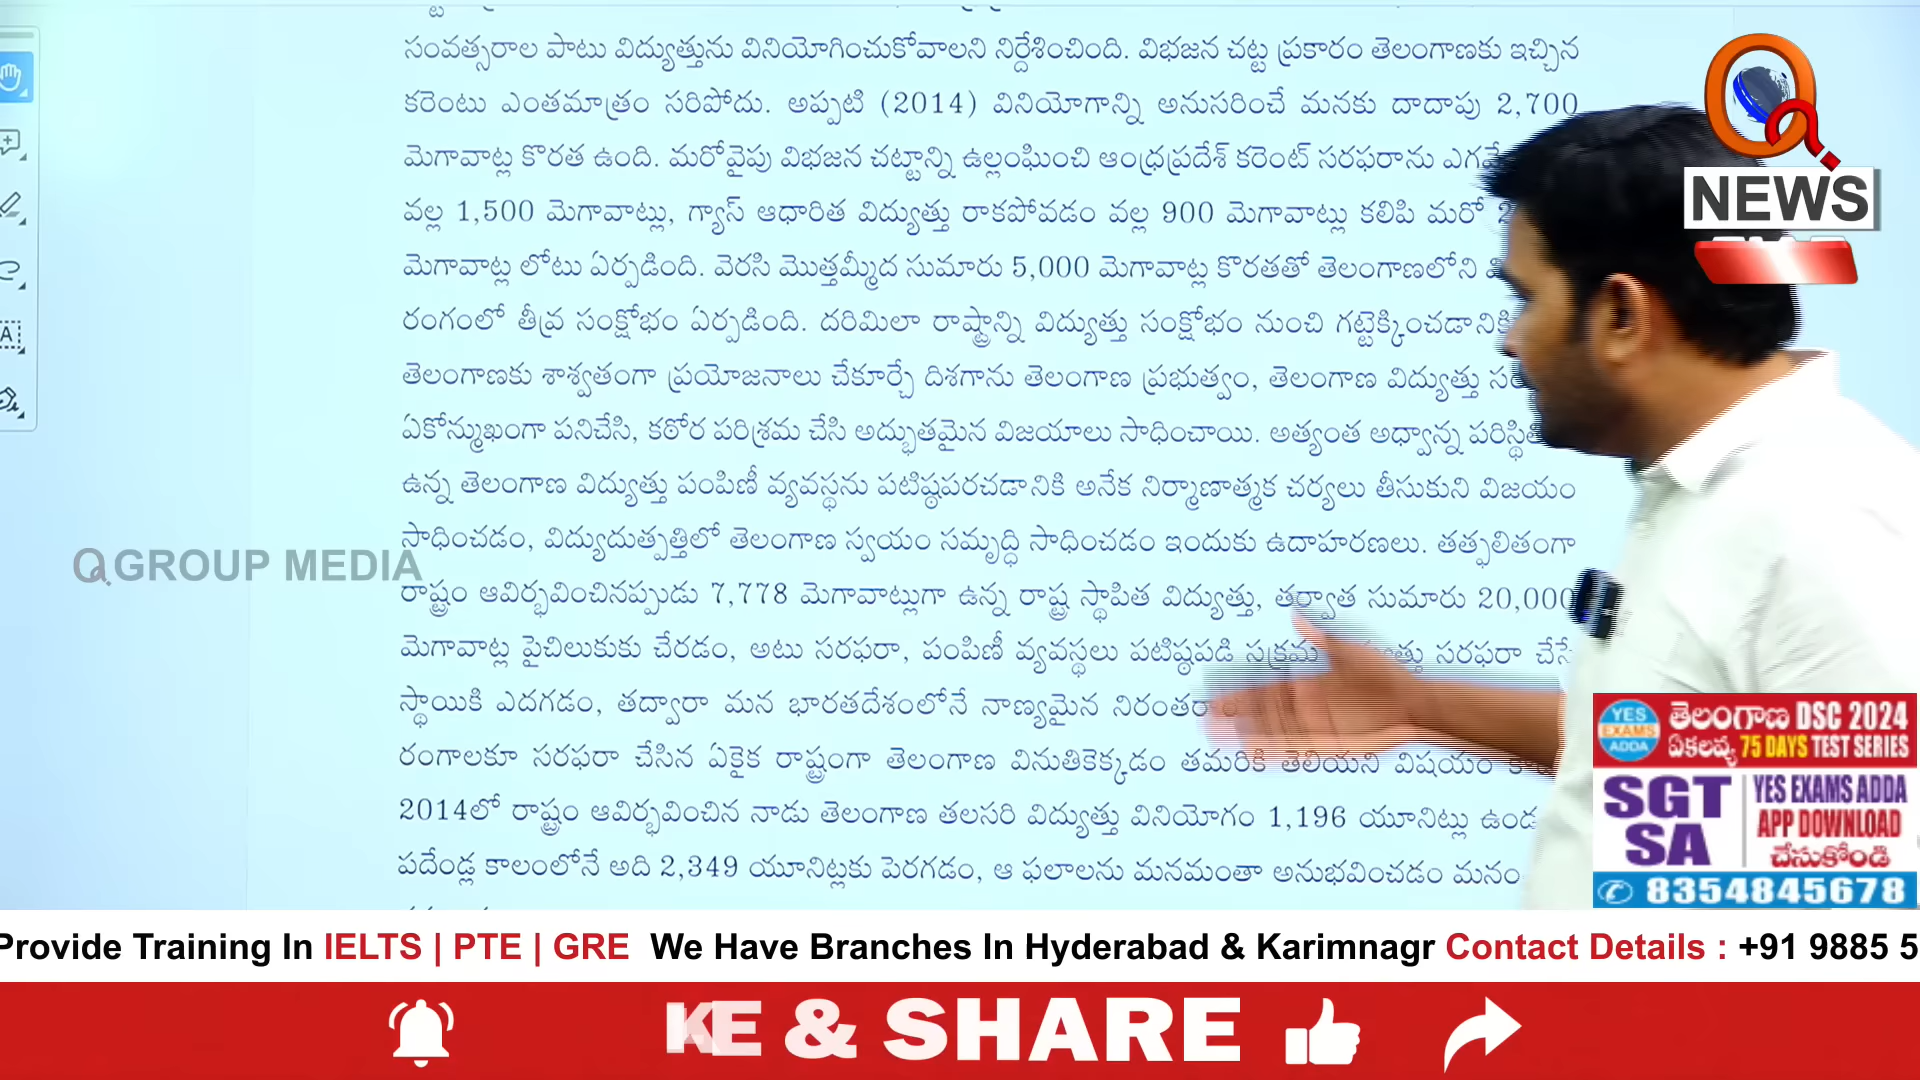 సంవత్సరాల పాటు విద్యుత్తును వినియోగించుకోవాలని నిర్దేశించింది. విభజన చట్ట ప్రకారం తెలంగాణకు ఇచ్చిన
కరెంటు ఎంతమాత్రం సరిపోదు. అప్పటి (2014) వినియోగాన్ని అనుసరించే మనకు దాదాపు 2,700
మెగావాట్ల కొరత ఉంది. మరోవైపు విభజన చట్టాన్ని ఉల్లంఘించి ఆంధ్రప్రదేశ్ కరెంట్ సరఫరాను
వల్ల 1,500 మెగావాట్లు, గ్యాస్ ఆధారిత విద్యుత్తు రాకపోవడం వల్ల 900 మెగావాట్లు కలిపి మరో
మెగావాట్ల లోటు ఏర్పడింది. వెరసి మొత్తమ్మీద సుమారు 5,000 మెగావాట్ల కొరతతో తెలంగాణలోని
రంగంలో తీవ్ర సంక్షోభం ఏర్పడింది. దరిమిలా రాష్ట్రాన్ని విద్యుత్తు సంక్షోభం నుంచి గట్టెక్కించడానికి
తెలంగాణకు శాశ్వతంగా ప్రయోజనాలు చేకూర్చే దిశగాను తెలంగాణ ప్రభుత్వం, తెలంగాణ విద్యుత్తు
ఏకోన్ముఖంగా పనిచేసి, కఠోర పరిశ్రమ చేసి అద్భుతమైన విజయాలు సాధించాయి. అత్యంత అధ్వాన్న
ఉన్న తెలంగాణ విద్యుత్తు పంపిణీ వ్యవస్థను పటిష్ఠపరచడానికి అనేక నిర్మాణాత్మక చర్యలు తీసుకుని విజయం
సాధించడం, విద్యుదుత్పత్తిలో తెలంగాణ స్వయం సమృద్ధి సాధించడం ఇందుకు ఉదాహరణలు. తత్ఫలితంగా
రాష్ట్రం ఆవిర్భవించినప్పుడు 7,778 మెగావాట్లుగా ఉన్న రాష్ట్ర స్థాపిత విద్యుత్తు, తర్వాత సుమారు 20,000
మెగావాట్ల పైచిలుకుకు చేరడం, అటు సరఫరా, పంపిణీ వ్యవస్థలు పటిష్ఠపడి సరఫరా చేసే
స్థాయికి ఎదగడం, తద్వారా మన భారతదేశంలోనే నాణ్యమైన
రంగాలకూ సరఫరా చేసిన ఏకైక రాష్ట్రంగా తెలంగాణ వినుతికెక్కడం తమరికి తెలియని విషయం
2014లో రాష్ట్రం ఆవిర్భవించిన నాడు తెలంగాణ తలసరి విద్యుత్తు వినియోగం 1,196 యూనిట్లు
పదేండ్ల కాలంలోనే అది 2,349 యూనిట్లకు పెరగడం, ఆ ఫలాలను మనమంతా అనుభవించడం
Q GROUP MEDIA
Q
NEWS
YES
EXAMS
ADDA
తెలంగాణ DSC 2024
ఏకలవ్య 75 DAYS TEST SERIES
SGT
SA
YES EXAMS ADDA
APP DOWNLOAD
చేసుకోండి
8354845678
Provide Training In IELTS | PTE | GRE We Have Branches In Hyderabad & Karimnagr Contact Details : +91 9885 5
KE & SHARE